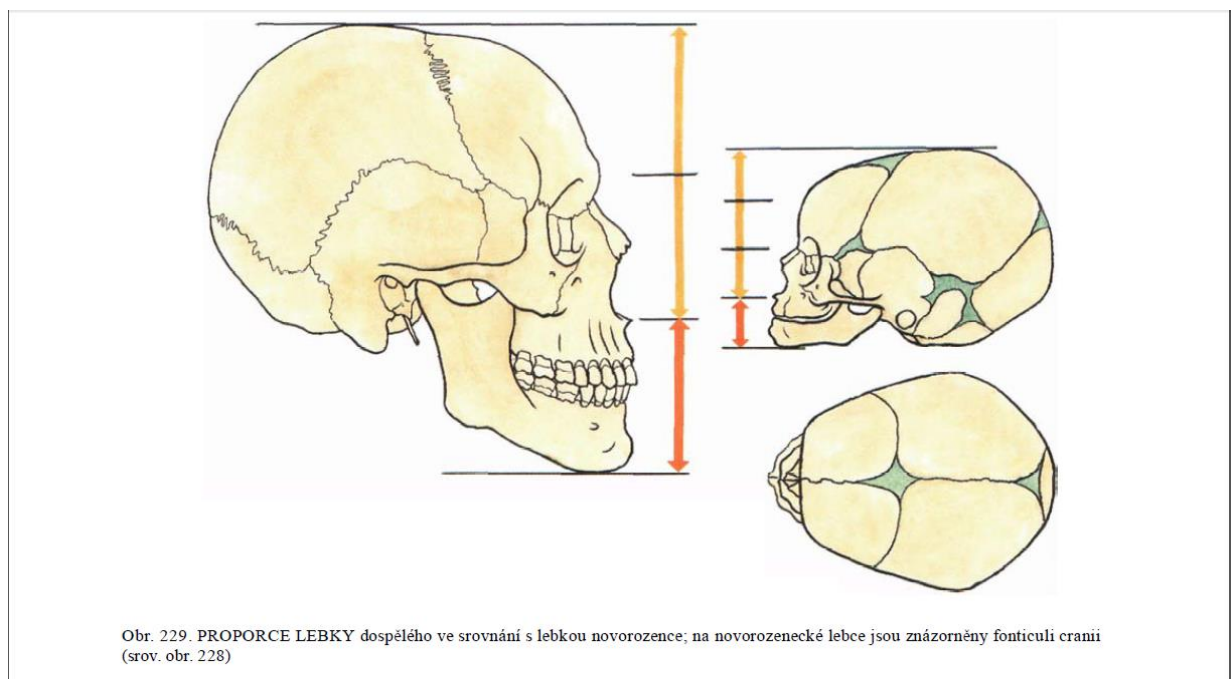 Obr. 229. PROPORCE LEBKY dospělého ve srovnání s lebkou novorozence; na novorozenecké lebce jsou znázorněny fonticuli cranii
(srov. obr. 228)